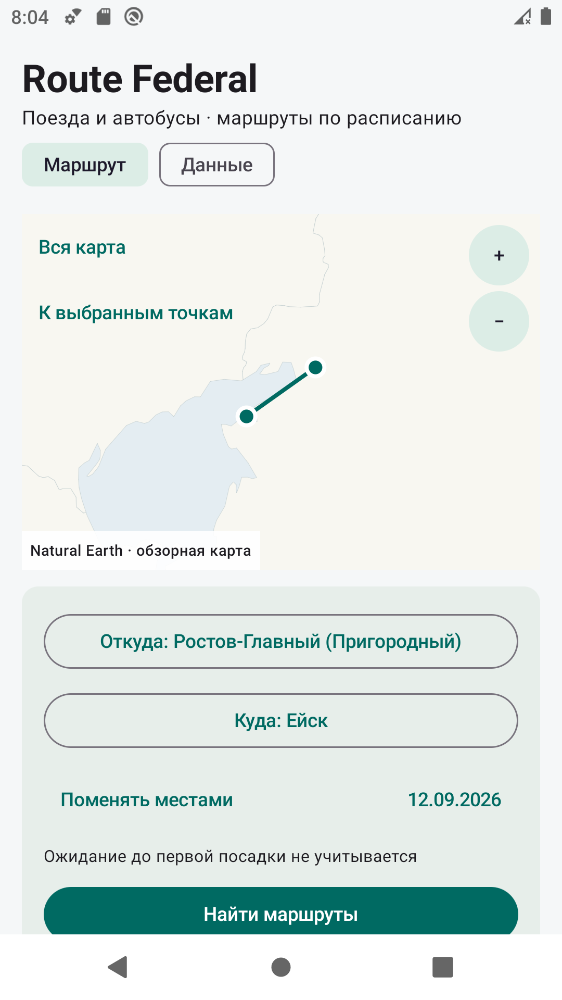 8:04
Route Federal
Поезда и автобусы · маршруты по расписанию
Маршрут
Данные
Вся карта
+
К выбранным точкам
−
Natural Earth · обзорная карта
Откуда: Ростов-Главный (Пригородный)
Куда: Ейск
Поменять местами
12.09.2026
Ожидание до первой посадки не учитывается
Найти маршруты